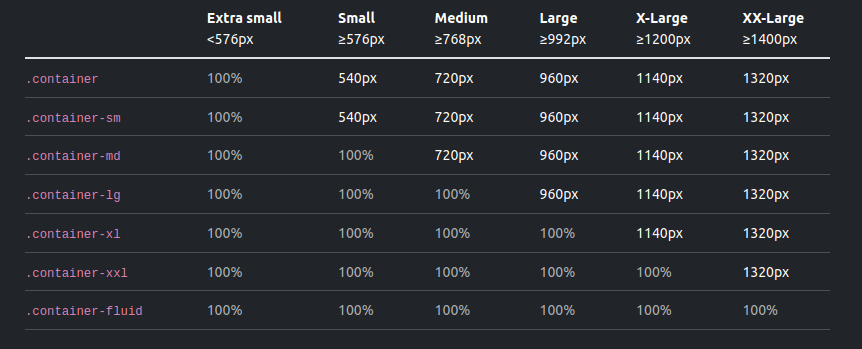 Extra small Small Medium Large X-Large XX-Large
<576px ≥576px ≥768px ≥992px ≥1200px ≥1400px
.container 100% 540px 720px 960px 1140px 1320px
.container-sm 100% 540px 720px 960px 1140px 1320px
.container-md 100% 100% 720px 960px 1140px 1320px
.container-lg 100% 100% 100% 960px 1140px 1320px
.container-xl 100% 100% 100% 100% 1140px 1320px
.container-xxl 100% 100% 100% 100% 100% 1320px
.container-fluid 100% 100% 100% 100% 100% 100%